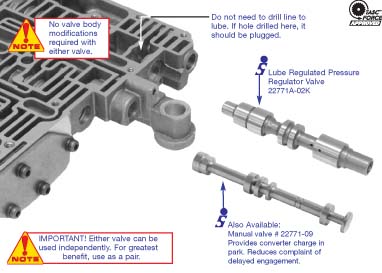 No valve body
modifications
required with
either valve.
NOTE
Do not need to drill line to
lube. If hole drilled here, it
should be plugged.
"TASC"
FORCE
APPROVED
Lube Regulated Pressure
Regulator Valve
22771A-02K
Also Available:
Manual valve # 22771-09
Provides converter charge in
park. Reduces complaint of
delayed engagement.
IMPORTANT! Either valve can be
used independently. For greatest
benefit, use as a pair.
NOTE